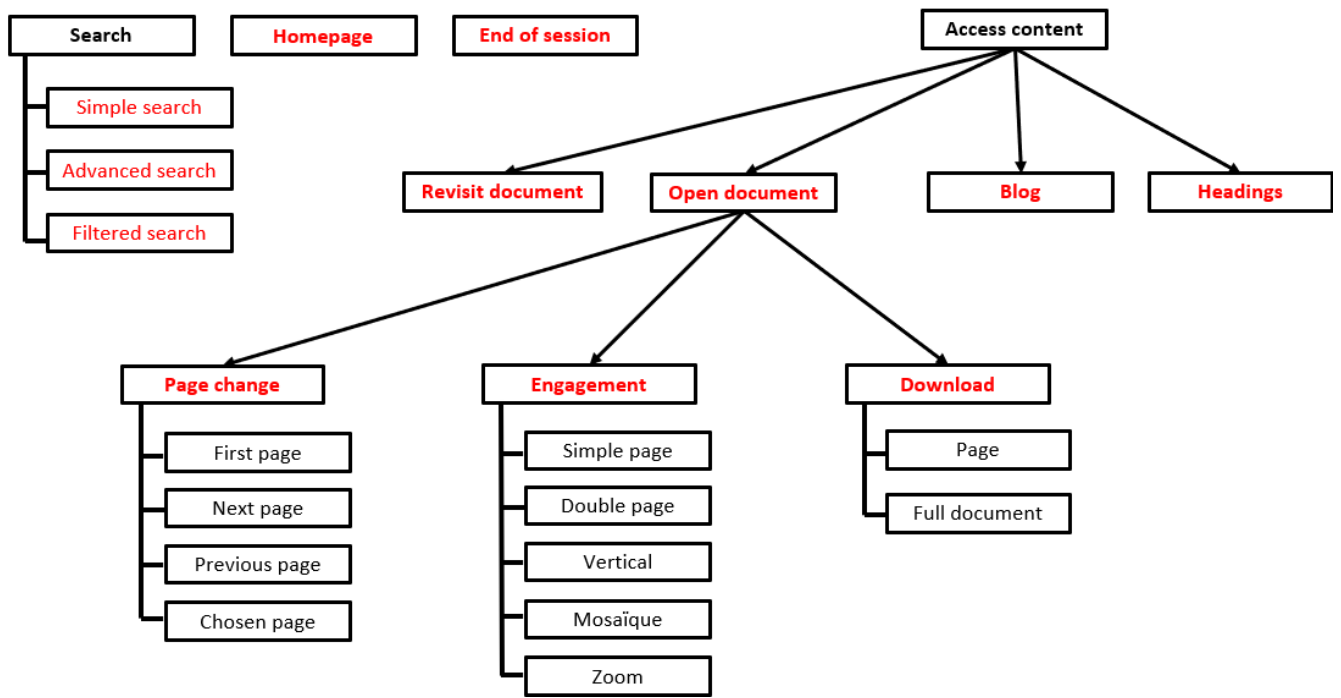 Search
Homepage
End of session
Access content
Simple search
Advanced search
Filtered search
Revisit document
Open document
Blog
Headings
Page change
Engagement
Download
First page
Next page
Previous page
Chosen page
Simple page
Double page
Vertical
Mosaïque
Zoom
Page
Full document